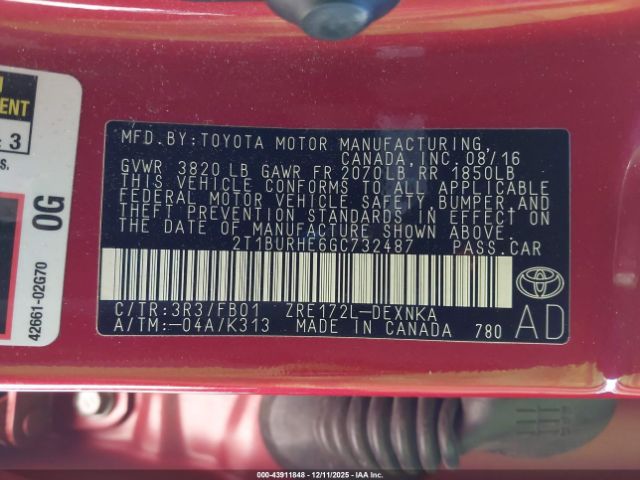 MFD. BY: TOYOTA MOTOR MANUFACTURING,
CANADA, INC. 08/16
GVWR 3820 LB GAWR FR 2070LB RR 1850LB
THIS VEHICLE CONFORMS TO ALL APPLICABLE
FEDERAL MOTOR VEHICLE SAFETY, BUMPER, AND
THEFT PREVENTION STANDARDS IN EFFECT ON
THE DATE OF MANUFACTURE SHOWN ABOVE.
2T1BURHE6GC732487 PASS.CAR
C/TR:3R3/FB01 ZRE172L-DEXNKA
A/TM:-04A/K313 MADE IN CANADA 780
AD
3
S.
0G
42661-02G70
000-43911848 - 12/11/2025 - IAA Inc.